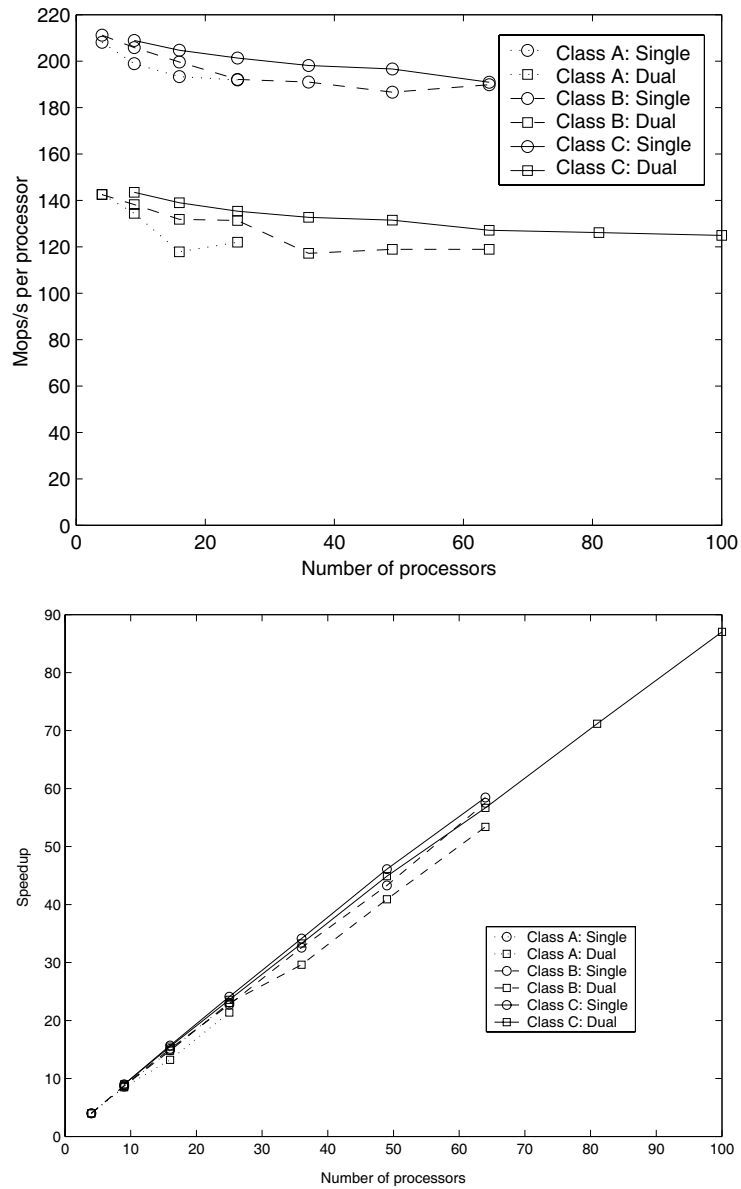 220
200
180
160
140
120
100
80
60
40
20
0
Mops/s per processor
Class A: Single
Class A: Dual
Class B: Single
Class B: Dual
Class C: Single
Class C: Dual
0 20 40 60 80 100
Number of processors
90
80
70
60
50
40
30
20
10
0
Speedup
Class A: Single
Class A: Dual
Class B: Single
Class B: Dual
Class C: Single
Class C: Dual
0 10 20 30 40 50 60 70 80 90 100
Number of processors